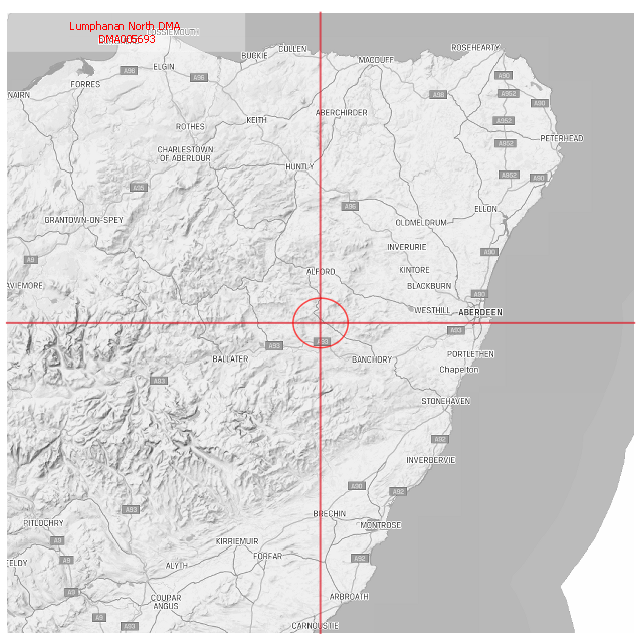 Lumphanan North DMA
LOSSIEMOUTH
DMA005693
CULLEN
ROSEHEARTY
BUCKIE
MACDUFF
ELGIN
A96
A96
A90
FORRES
NAIRN
A98
A952
A90
ABERCHIRDER
KEITH
A952
ROTHES
PETERHEAD
A952
CHARLESTOWN
OF ABERLOUR
HUNTLY
A952
A90
A95
A96
ELLON
GRANTOWN-ON-SPEY
OLDMELDRUM
INVERURIE
A90
A9
ALFORD
KINTORE
AVIEMORE
BLACKBURN
A90
WESTHILL
ABERDEEN
A93
A93
A93
BALLATER
BANCHORY
PORTLETHEN
Chapelton
A93
STONEHAVEN
A92
INVERBERVIE
A90
A92
A93
BRECHIN
PITLOCHRY
MONTROSE
A9
KIRRIEMUIR
FORFAR
A9
A92
ELDY
ALYTH
A9
COUPAR
ANGUS
ARBROATH
A9
A93
CARNOUSTIE